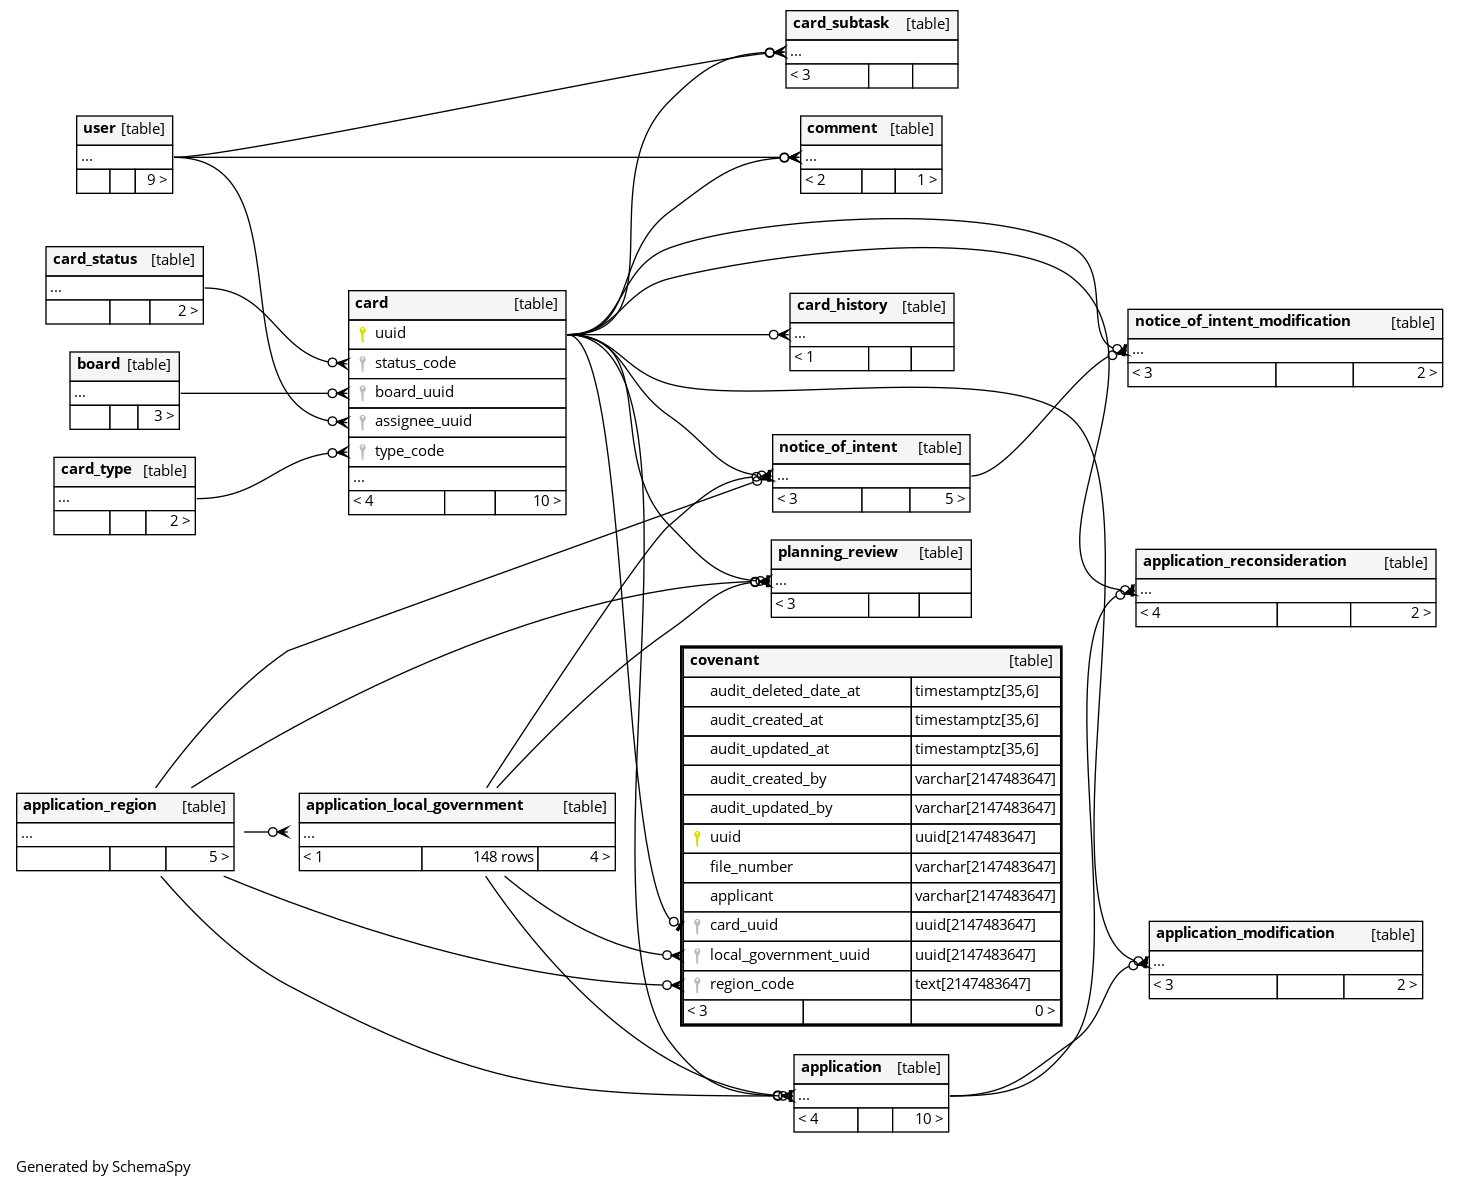 card_subtask [table]
...
< 3
user [table]
...
9 >
comment [table]
...
< 2 1 >
card_status [table]
...
2 >
card [table]
uuid
status_code
board_uuid
assignee_uuid
type_code
...
< 4 10 >
card_history [table]
...
< 1
notice_of_intent_modification [table]
...
< 3 2 >
board [table]
...
3 >
card_type [table]
...
2 >
notice_of_intent [table]
...
< 3 5 >
planning_review [table]
...
< 3
application_reconsideration [table]
...
< 4 2 >
covenant [table]
audit_deleted_date_at timestamptz[35,6]
audit_created_at timestamptz[35,6]
audit_updated_at timestamptz[35,6]
audit_created_by varchar[2147483647]
audit_updated_by varchar[2147483647]
uuid uuid[2147483647]
file_number varchar[2147483647]
applicant varchar[2147483647]
card_uuid uuid[2147483647]
local_government_uuid uuid[2147483647]
region_code text[2147483647]
< 3 0 >
application_region [table]
...
5 >
application_local_government [table]
...
< 1 148 rows 4 >
application_modification [table]
...
< 3 2 >
application [table]
...
< 4 10 >
Generated by SchemaSpy